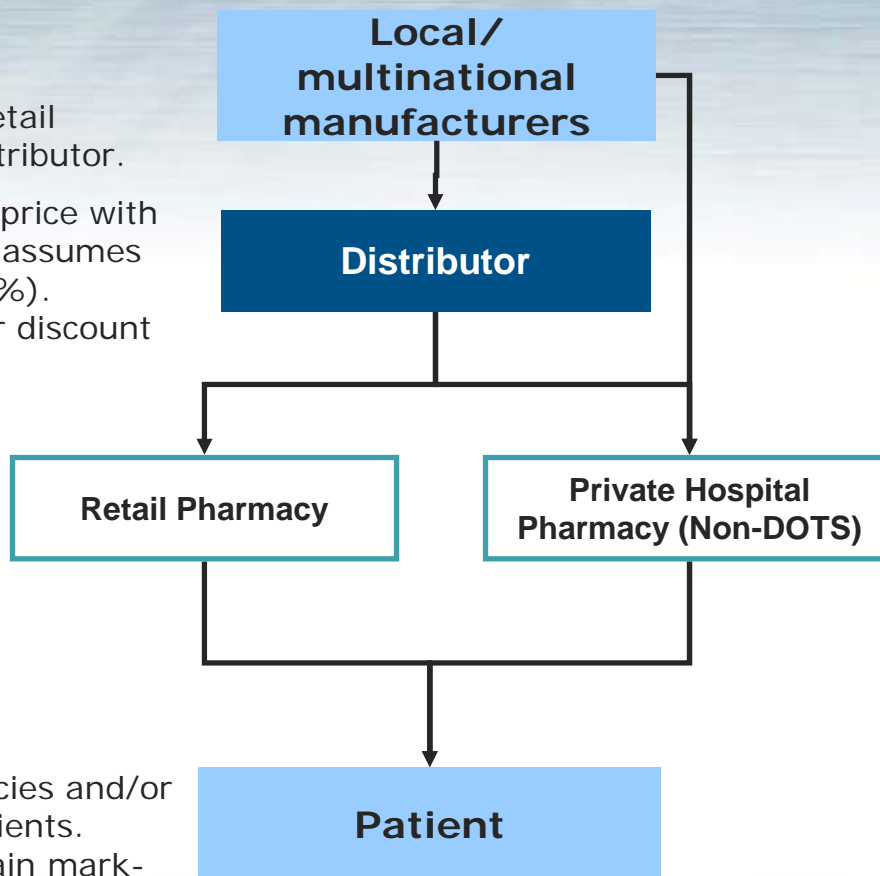 Local/
multinational
manufacturers
etail
tributor.
price with
assumes
%).
r discount
Distributor
Retail Pharmacy
Private Hospital
Pharmacy (Non-DOTS)
cies and/or
ients.
ain mark-
Patient